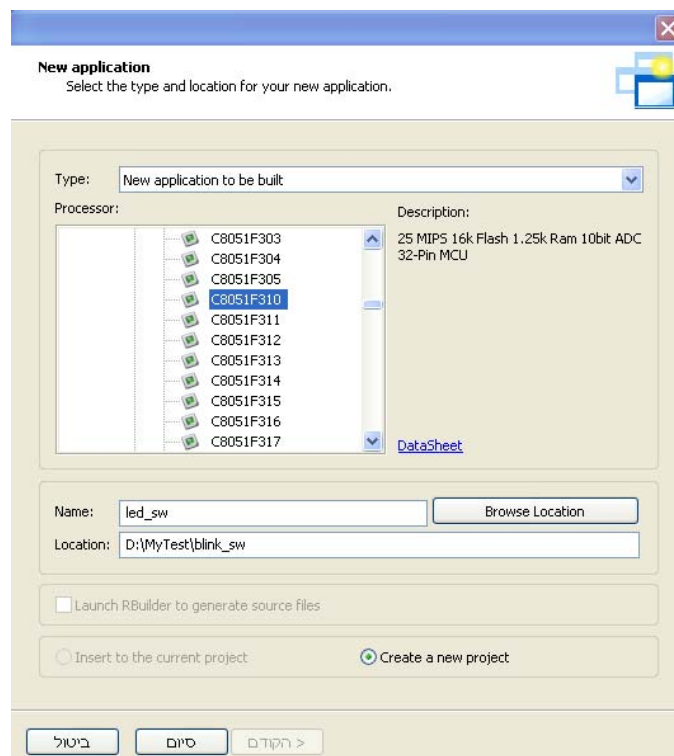 New application
Select the type and location for your new application.
Type: New application to be built
Processor:
Description:
C8051F303
C8051F304
C8051F305
C8051F310
C8051F311
C8051F312
C8051F313
C8051F314
C8051F315
C8051F316
C8051F317
25 MIPS 16k Flash 1.25k Ram 10bit ADC
32-Pin MCU
DataSheet
Name: led_sw Browse Location
Location: D:\MyTest\blink_sw
Launch RBuilder to generate source files
Insert to the current project Create a new project
ביטול סיום < הקודם